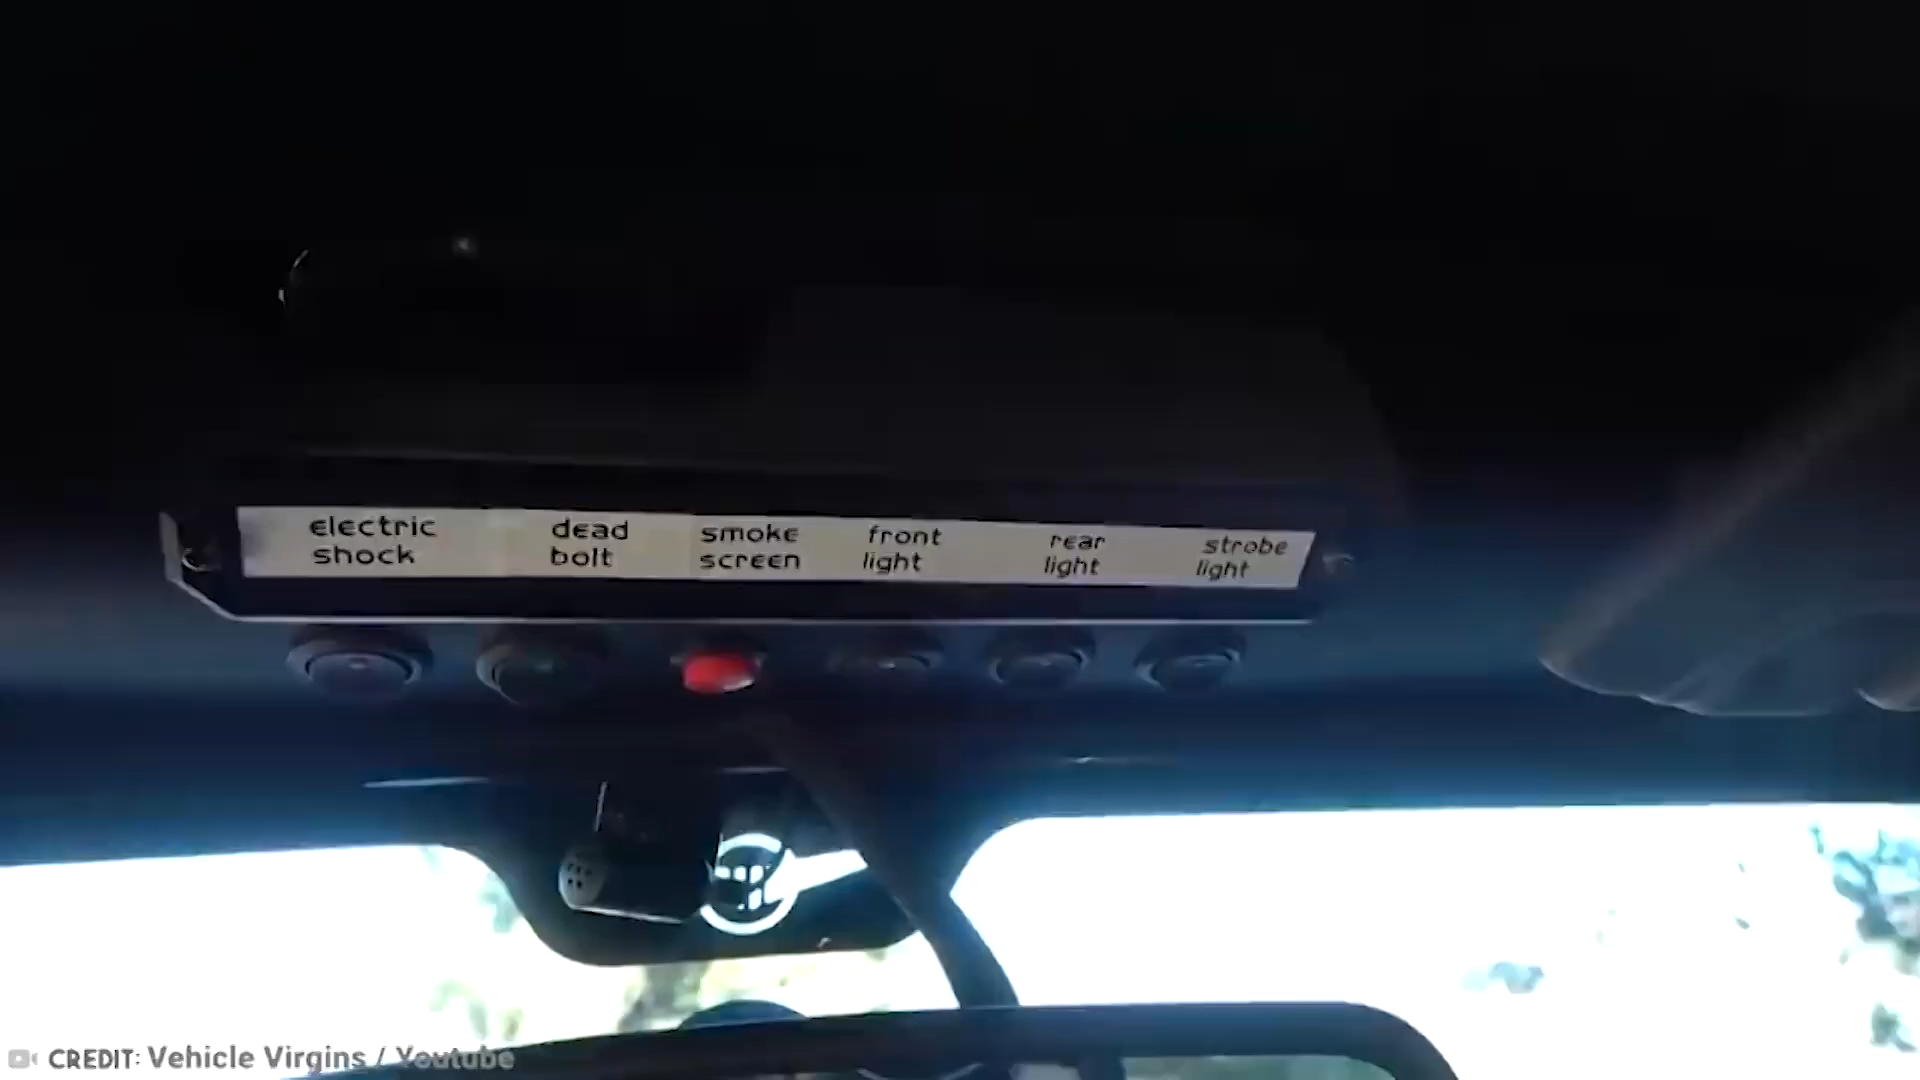 electric shock
dead bolt
smoke screen
front light
rear light
strobe light
CREDIT: Vehicle Virgins / Youtube